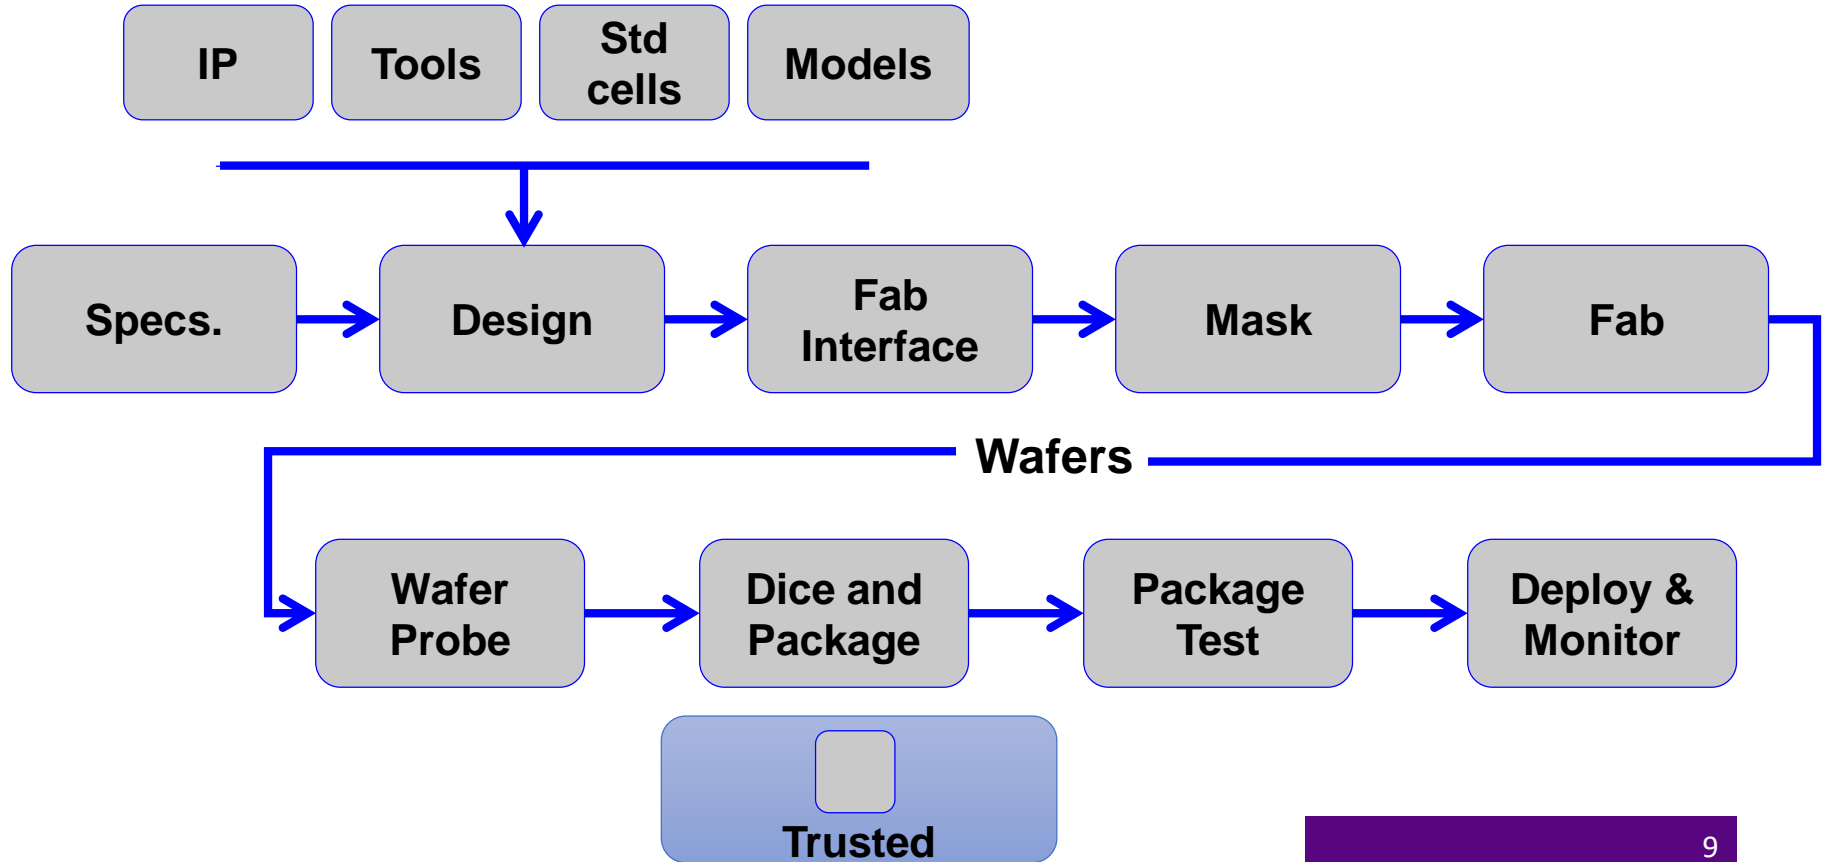 IP
Tools
Std
cells
Models
Specs.
Design
Fab
Interface
Mask
Fab
Wafers
Wafer
Probe
Dice and
Package
Package
Test
Deploy &
Monitor
Trusted
9